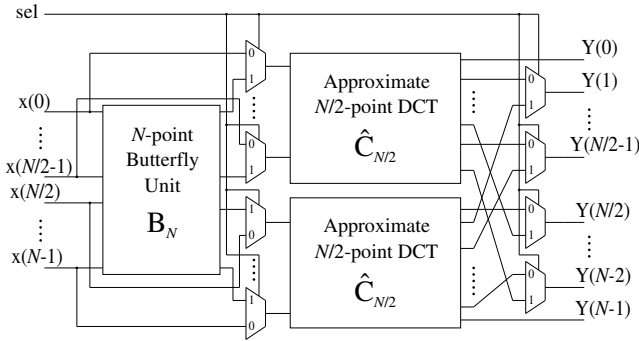 sel
x(0)
x(N/2-1)
x(N/2)
x(N-1)
N-point
Butterfly
Unit
B_N
0
1
0
1
1
0
1
0
Approximate
N/2-point DCT
Ĉ_N/2
Approximate
N/2-point DCT
Ĉ_N/2
0
1
0
1
0
1
0
1
Y(0)
Y(1)
Y(N/2-1)
Y(N/2)
Y(N-2)
Y(N-1)